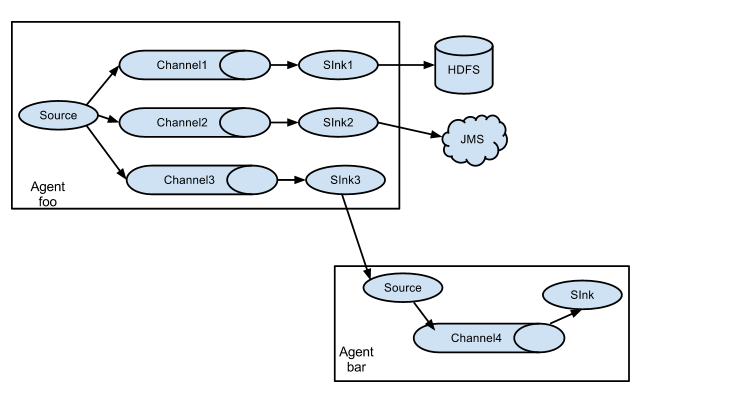 Channel1
SInk1
HDFS
Source
Channel2
SInk2
JMS
Channel3
SInk3
Agent
foo
Source
SInk
Channel4
Agent
bar